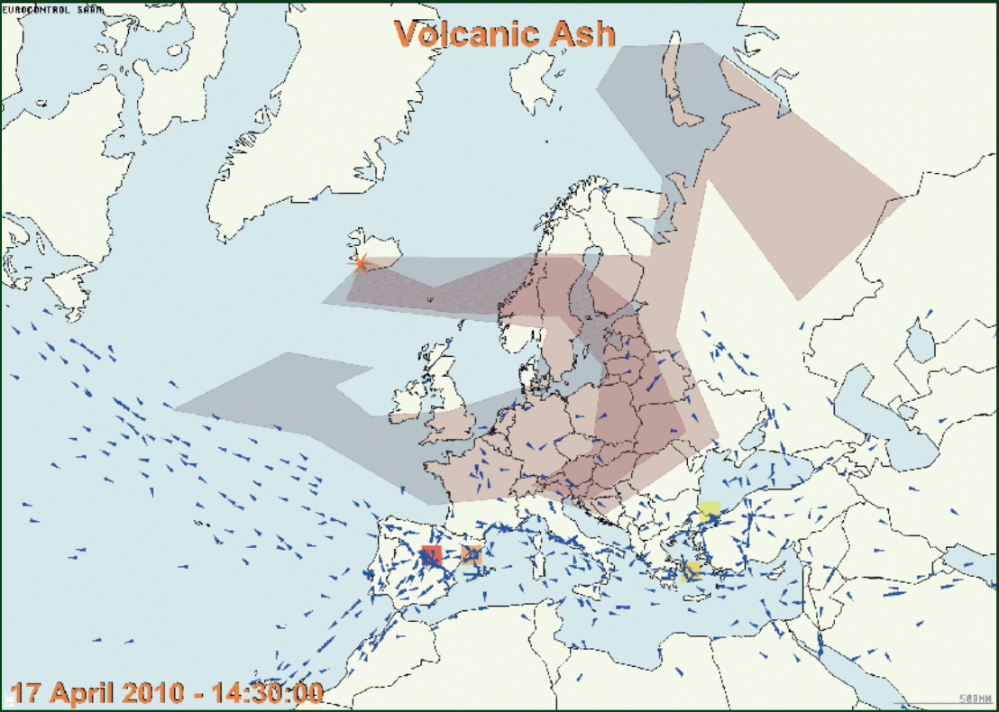 EUROCONTROL SAAM
Volcanic Ash
17 April 2010 - 14:30:00
500NM